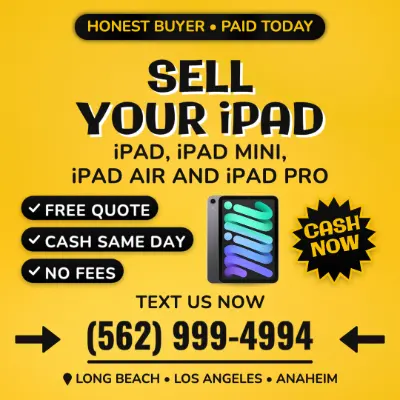 HONEST BUYER • PAID TODAY
SELL
YOUR iPAD
iPAD, iPAD MINI,
iPAD AIR AND iPAD PRO
✓ FREE QUOTE
✓ CASH SAME DAY
✓ NO FEES
CASH
NOW
TEXT US NOW
(562) 999-4994
LONG BEACH • LOS ANGELES • ANAHEIM